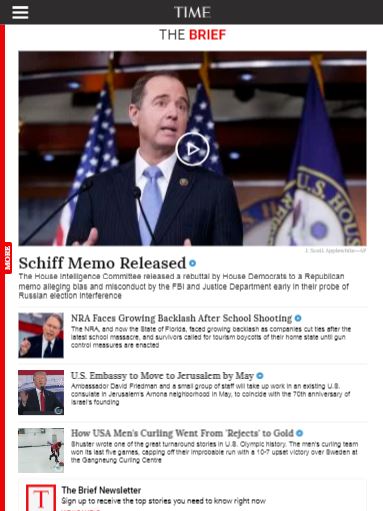 TIME
THE BRIEF
J. Scott Applewhite—AP
MORE
Schiff Memo Released
The House Intelligence Committee released a rebuttal by House Democrats to a Republican
memo alleging bias and misconduct by the FBI and Justice Department early in their probe of
Russian election interference
NRA Faces Growing Backlash After School Shooting
The NRA, and now the State of Florida, faced growing backlash as companies cut ties after the
latest school massacre, and survivors called for tourism boycotts of their home state until gun
control measures are enacted
U.S. Embassy to Move to Jerusalem by May
Ambassador David Friedman and a small group of staff will take up work in an existing U.S.
consulate in Jerusalem's Arnona neighborhood in May, to coincide with the 70th anniversary of
Israel's founding
How USA Men's Curling Went From 'Rejects' to Gold
Shuster wrote one of the great turnaround stories in U.S. Olympic history. The men's curling team
won its last five games, capping off their improbable run with a 10-7 upset victory over Sweden at
the Gangneung Curling Centre
T
The Brief Newsletter
Sign up to receive the top stories you need to know right now